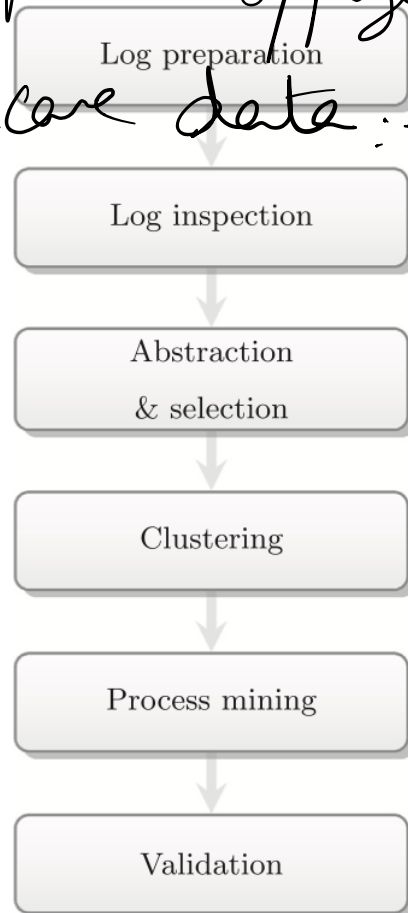 Log preparation
care data:
Log inspection
Abstraction
& selection
Clustering
Process mining
Validation